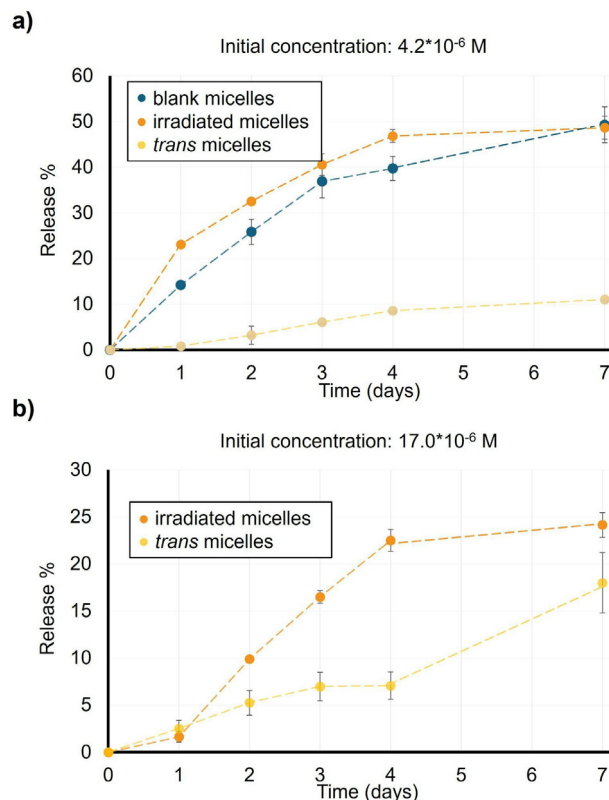 a)
Initial concentration: 4.2*10⁻⁶ M
60
50
40
30
20
10
0
Release %
blank micelles
irradiated micelles
trans micelles
0 1 2 3 4 5 6 7
Time (days)
b)
Initial concentration: 17.0*10⁻⁶ M
30
25
20
15
10
5
0
Release %
irradiated micelles
trans micelles
0 1 2 3 4 5 6 7
Time (days)